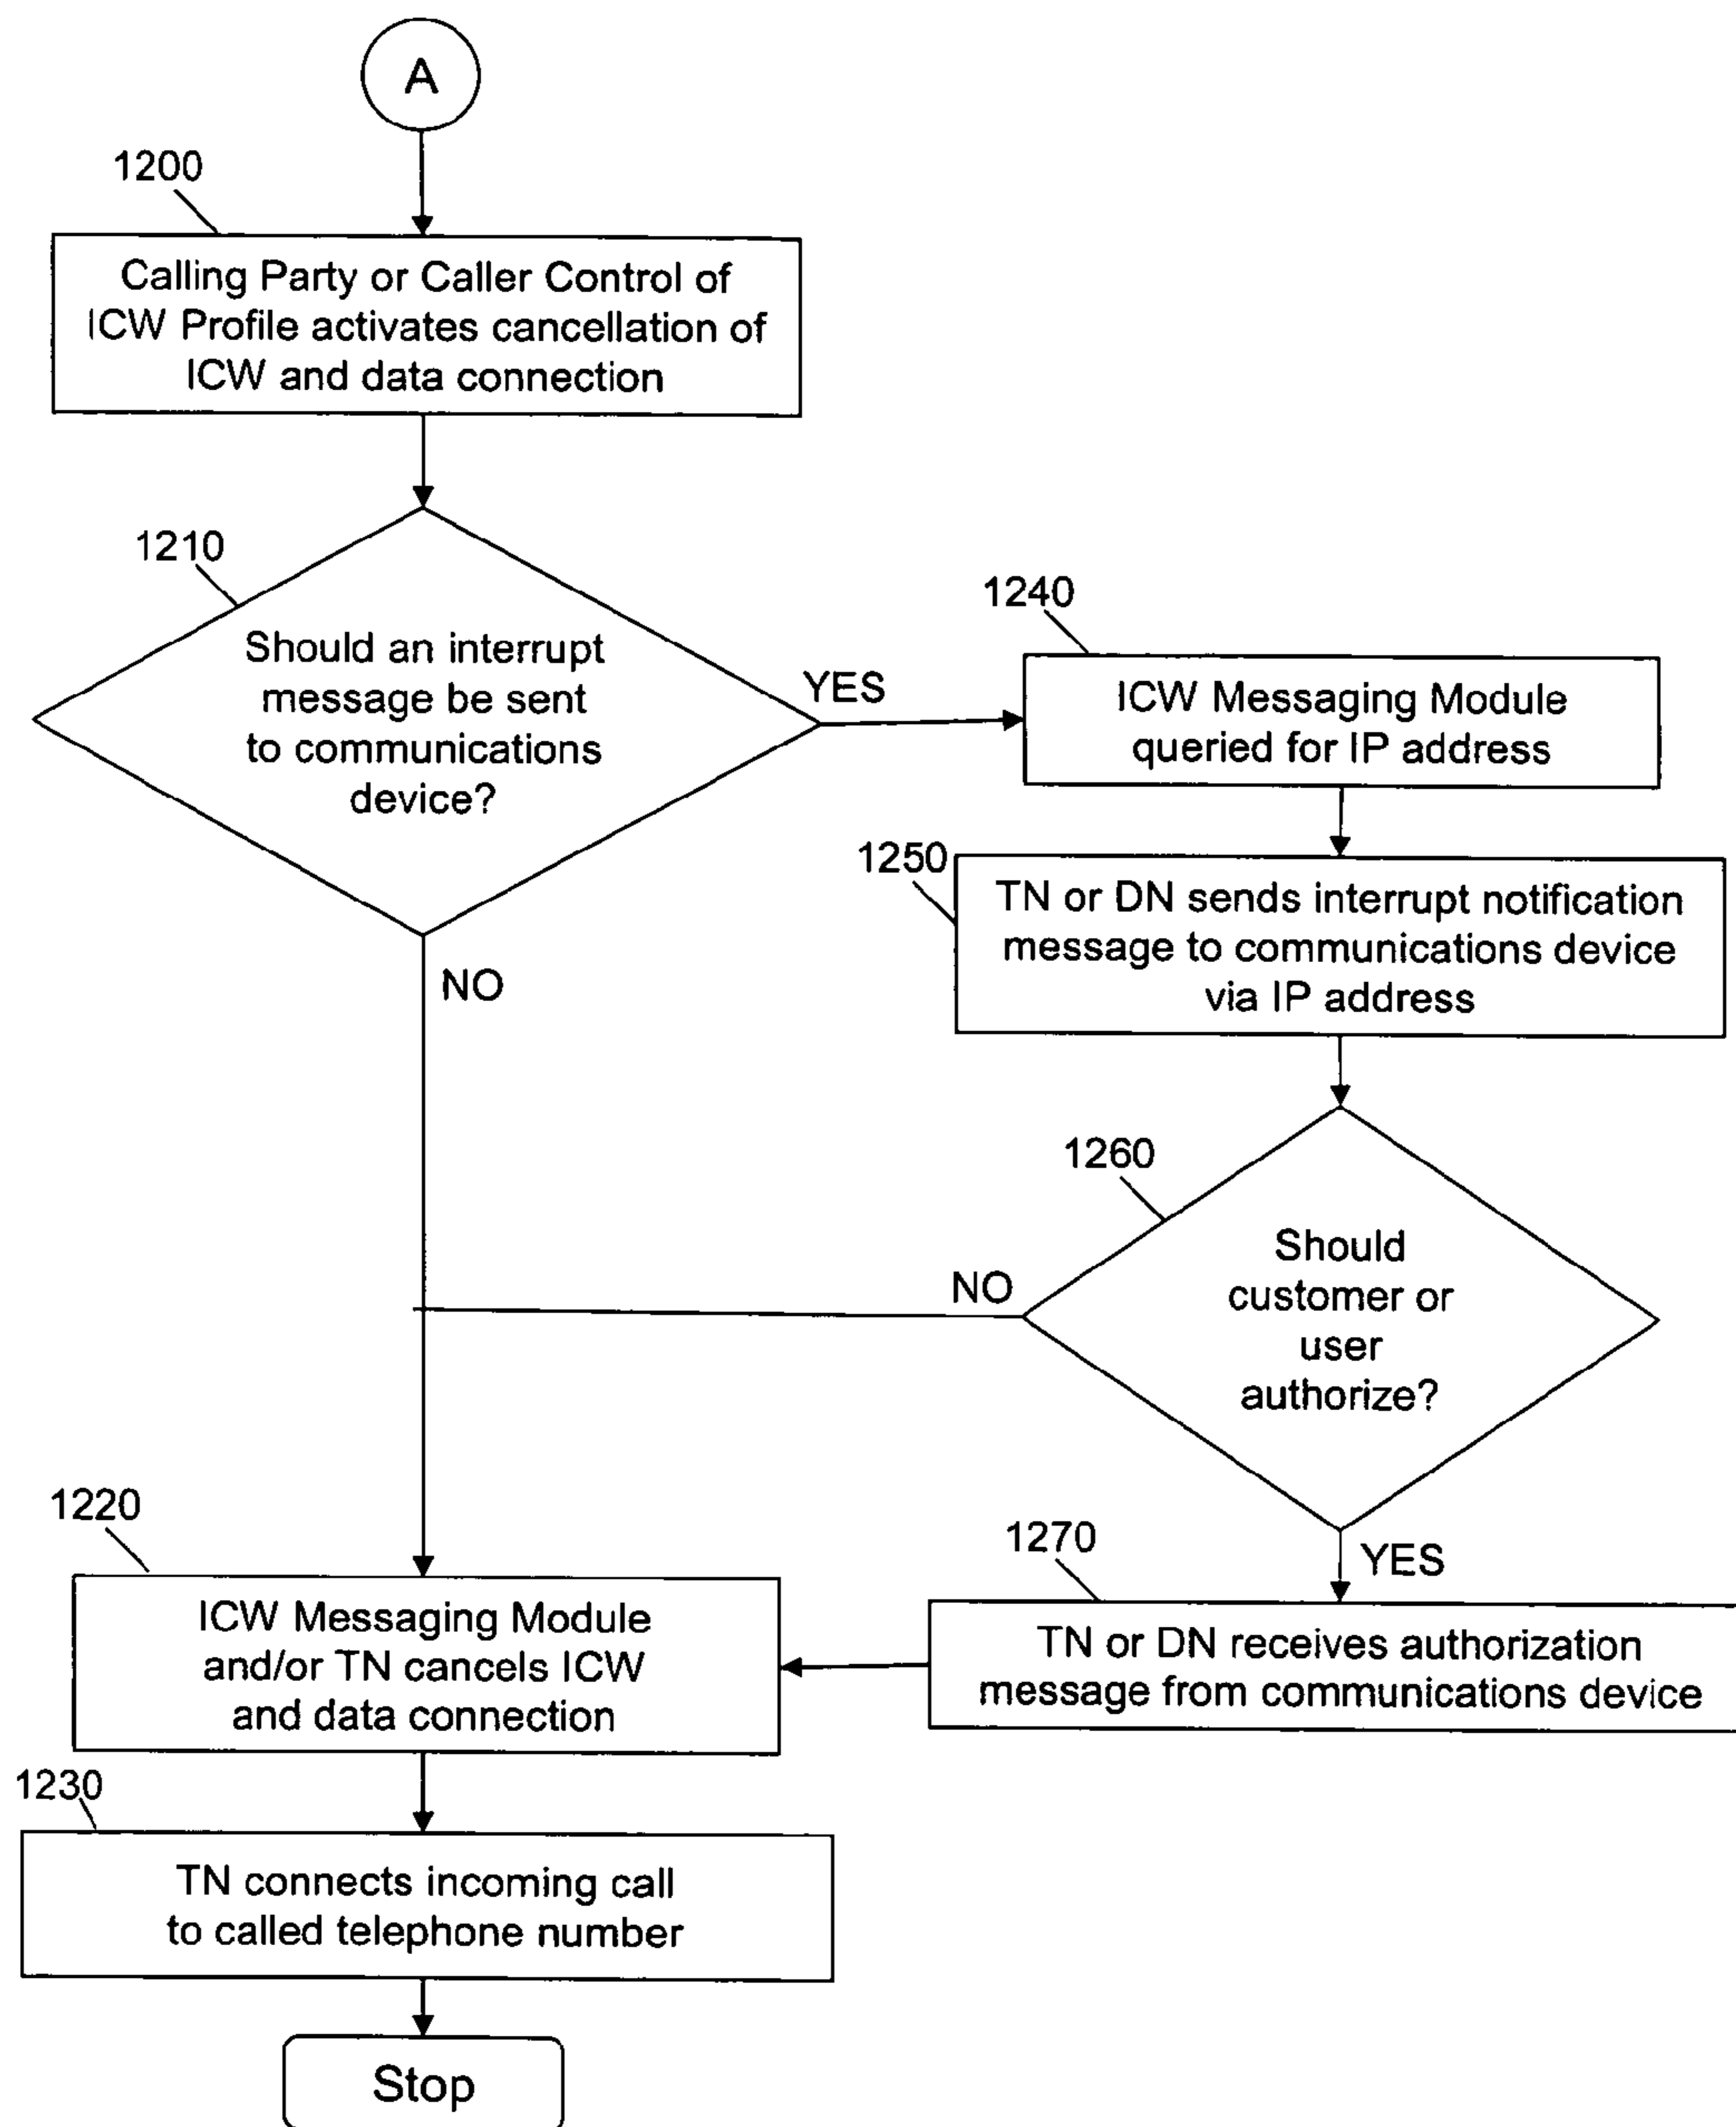 A
1200
Calling Party or Caller Control of
ICW Profile activates cancellation of
ICW and data connection
1210
Should an interrupt
message be sent
to communications
device?
YES
NO
1240
ICW Messaging Module
queried for IP address
1250
TN or DN sends interrupt notification
message to communications device
via IP address
1260
Should
customer or
user
authorize?
NO
YES
1270
TN or DN receives authorization
message from communications device
1220
ICW Messaging Module
and/or TN cancels ICW
and data connection
1230
TN connects incoming call
to called telephone number
Stop